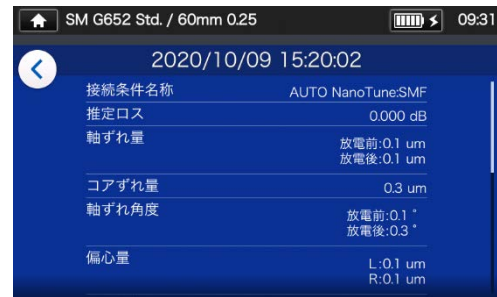 SM G652 Std. / 60mm 0.25 09:31
2020/10/09 15:20:02
接続条件名称 AUTO NanoTune:SMF
推定ロス 0.000 dB
軸ずれ量 放電前:0.1 um
放電後:0.1 um
コアずれ量 0.3 um
軸ずれ角度 放電前:0.1 °
放電後:0.3 °
偏心量 L:0.1 um
R:0.1 um